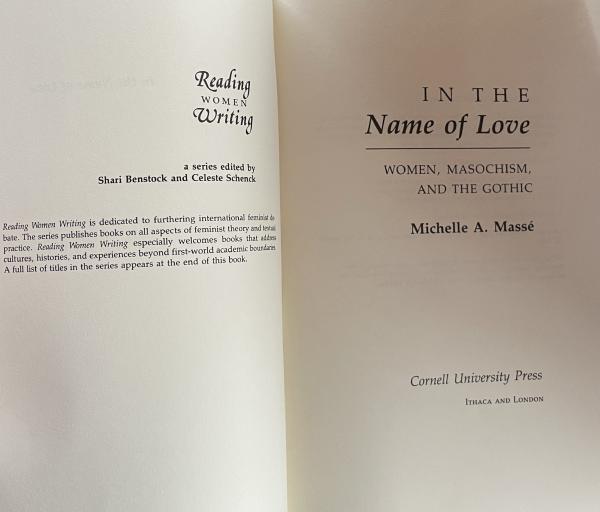 Reading
WOMEN
Writing
a series edited by
Shari Benstock and Celeste Schenck
Reading Women Writing is dedicated to furthering international feminist de-
bate. The series publishes books on all aspects of feminist theory and textual
practice. Reading Women Writing especially welcomes books that address
cultures, histories, and experiences beyond first-world academic boundaries.
A full list of titles in the series appears at the end of this book.
IN THE
Name of Love
WOMEN, MASOCHISM,
AND THE GOTHIC
Michelle A. Massé
Cornell University Press
ITHACA AND LONDON